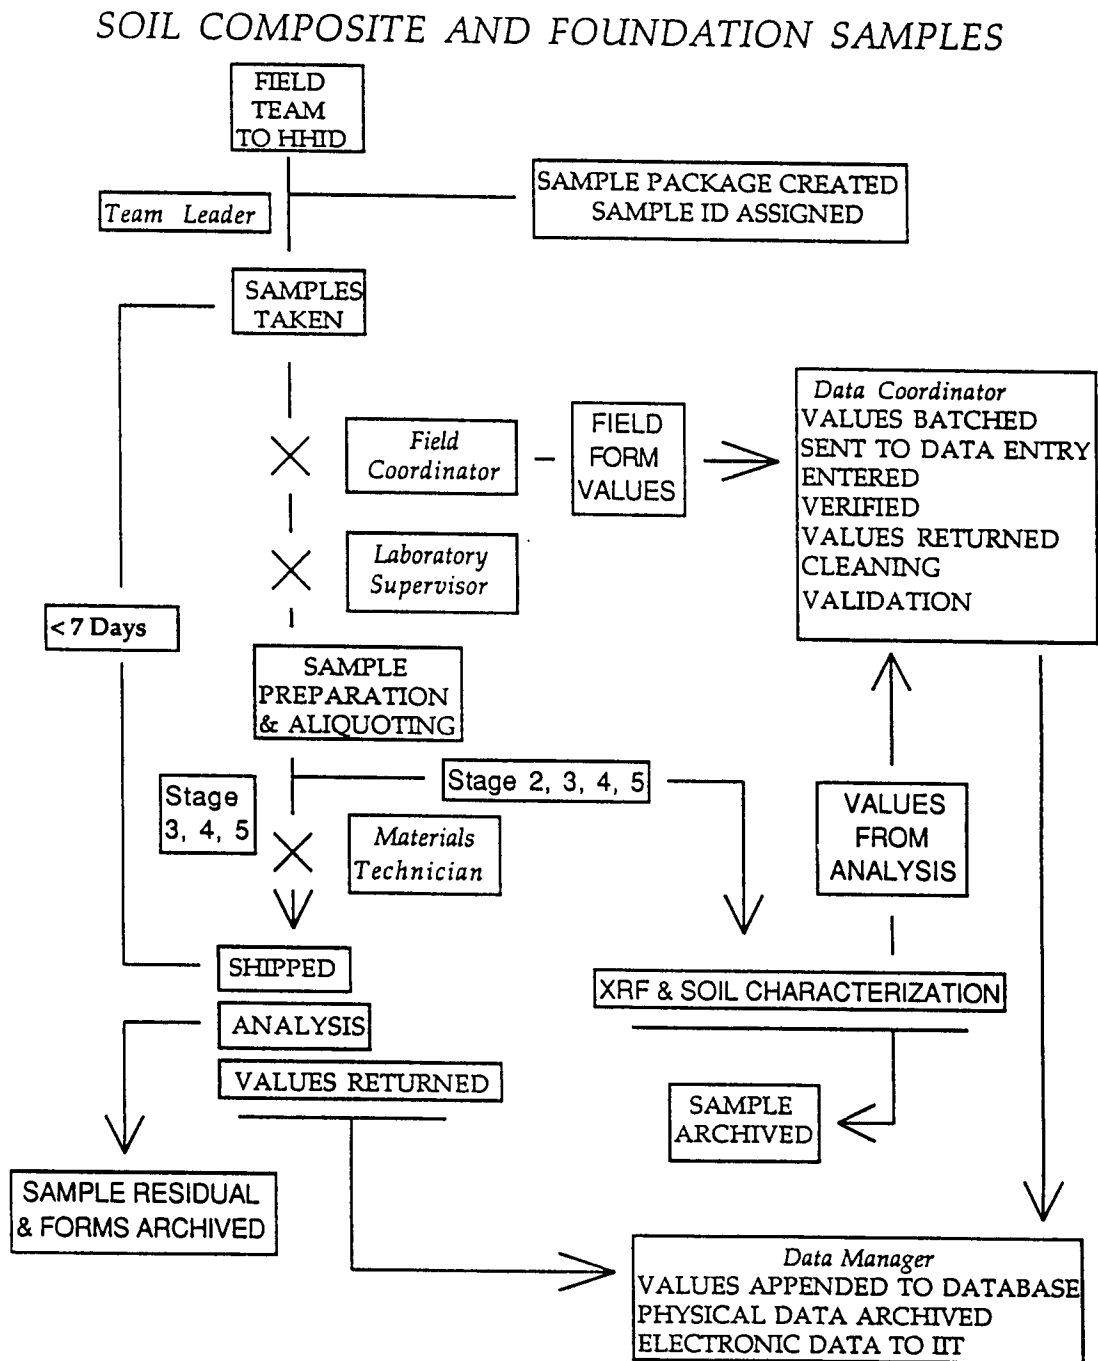 SOIL COMPOSITE AND FOUNDATION SAMPLES
FIELD
TEAM
TO HHID
SAMPLE PACKAGE CREATED
SAMPLE ID ASSIGNED
Team Leader
SAMPLES
TAKEN
Field
Coordinator
FIELD
FORM
VALUES
Data Coordinator
VALUES BATCHED
SENT TO DATA ENTRY
ENTERED
VERIFIED
VALUES RETURNED
CLEANING
VALIDATION
Laboratory
Supervisor
<7 Days
SAMPLE
PREPARATION
& ALIQUOTING
Stage
3, 4, 5
Stage 2, 3, 4, 5
Materials
Technician
VALUES
FROM
ANALYSIS
SHIPPED
XRF & SOIL CHARACTERIZATION
ANALYSIS
VALUES RETURNED
SAMPLE
ARCHIVED
SAMPLE RESIDUAL
& FORMS ARCHIVED
Data Manager
VALUES APPENDED TO DATABASE
PHYSICAL DATA ARCHIVED
ELECTRONIC DATA TO IIT